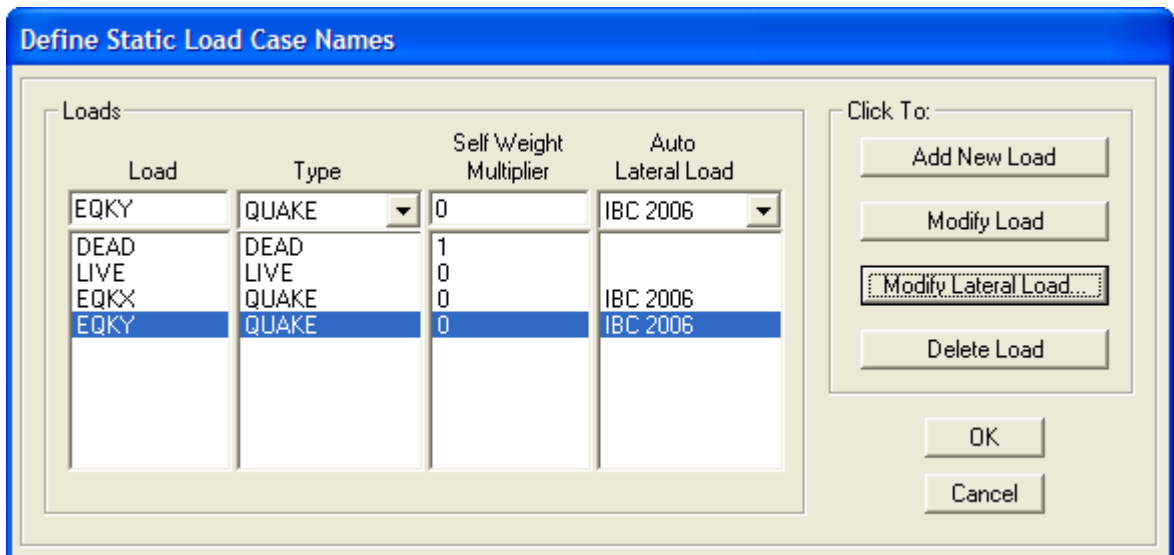 Define Static Load Case Names
Loads
Load Type Self Weight Multiplier Auto Lateral Load
EQKY QUAKE 0 IBC 2006
DEAD DEAD 1
LIVE LIVE 0
EQKX QUAKE 0 IBC 2006
EQKY QUAKE 0 IBC 2006
Click To:
Add New Load
Modify Load
Modify Lateral Load...
Delete Load
OK
Cancel